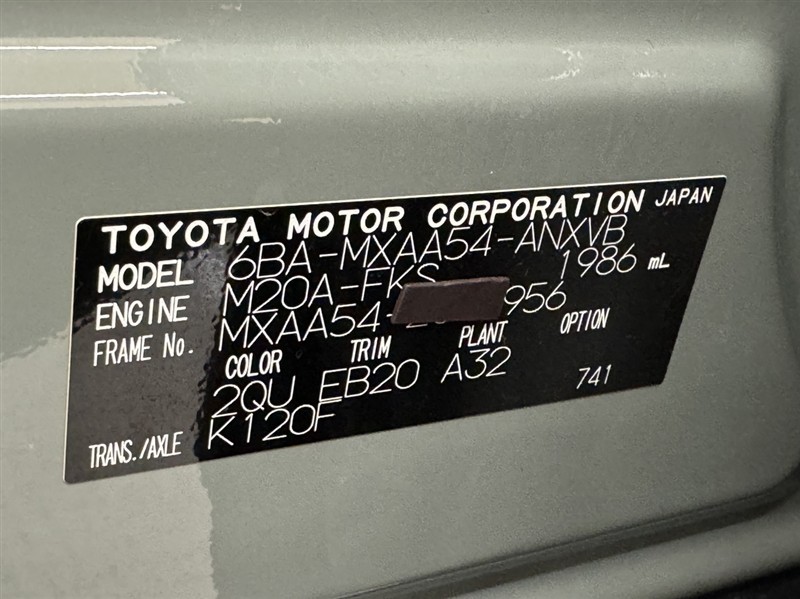 TOYOTA MOTOR CORPORATION JAPAN
MODEL 6BA-MXAA54-ANXVB
ENGINE M20A-FKS 1986 mL
FRAME No. MXAA54- 956
COLOR TRIM PLANT OPTION
2QU EB20 A32 741
TRANS./AXLE K120F